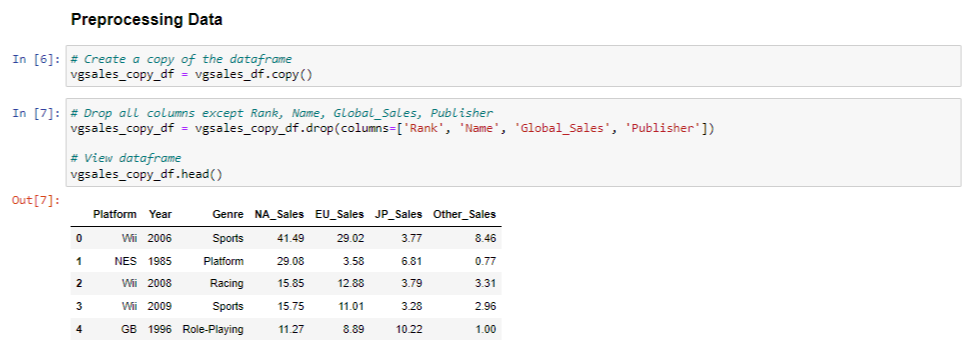 Preprocessing Data
In [6]: # Create a copy of the dataframe
vgsales_copy_df = vgsales_df.copy()
In [7]: # Drop all columns except Rank, Name, Global_Sales, Publisher
vgsales_copy_df = vgsales_copy_df.drop(columns=['Rank', 'Name', 'Global_Sales', 'Publisher'])
# View dataframe
vgsales_copy_df.head()
Out[7]:
Platform Year Genre NA_Sales EU_Sales JP_Sales Other_Sales
0 Wii 2006 Sports 41.49 29.02 3.77 8.46
1 NES 1985 Platform 29.08 3.58 6.81 0.77
2 Wii 2008 Racing 15.85 12.88 3.79 3.31
3 Wii 2009 Sports 15.75 11.01 3.28 2.96
4 GB 1996 Role-Playing 11.27 8.89 10.22 1.00